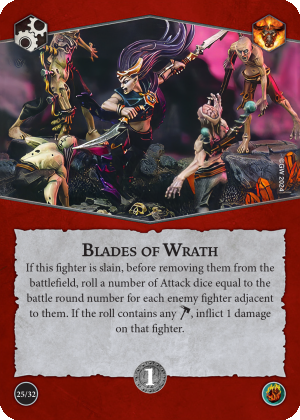 ©GW 2024
BLADES OF WRATH
If this fighter is slain, before removing them from the
battlefield, roll a number of Attack dice equal to the
battle round number for each enemy fighter adjacent
to them. If the roll contains any , inflict 1 damage
on that fighter.
25/32
1